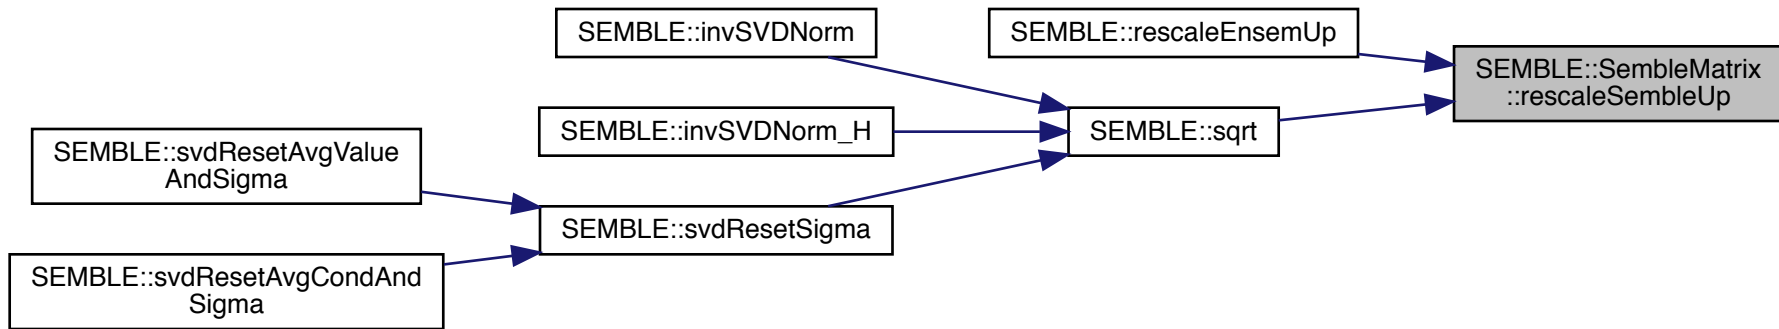 SEMBLE::invSVDNorm
SEMBLE::rescaleEnsemUp
SEMBLE::SembleMatrix
::rescaleSembleUp
SEMBLE::invSVDNorm_H
SEMBLE::sqrt
SEMBLE::svdResetAvgValue
AndSigma
SEMBLE::svdResetSigma
SEMBLE::svdResetAvgCondAnd
Sigma